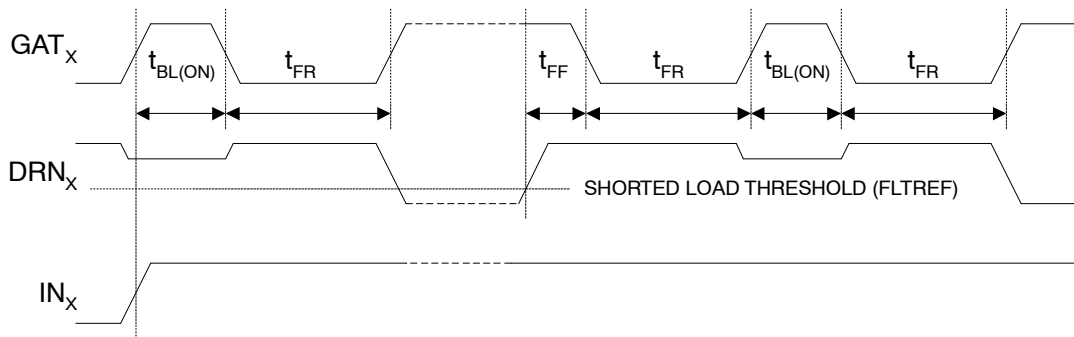 GATX
tBL(ON)
tFR
tFF
tFR
tBL(ON)
tFR
DRNX
SHORTED LOAD THRESHOLD (FLTREF)
INX